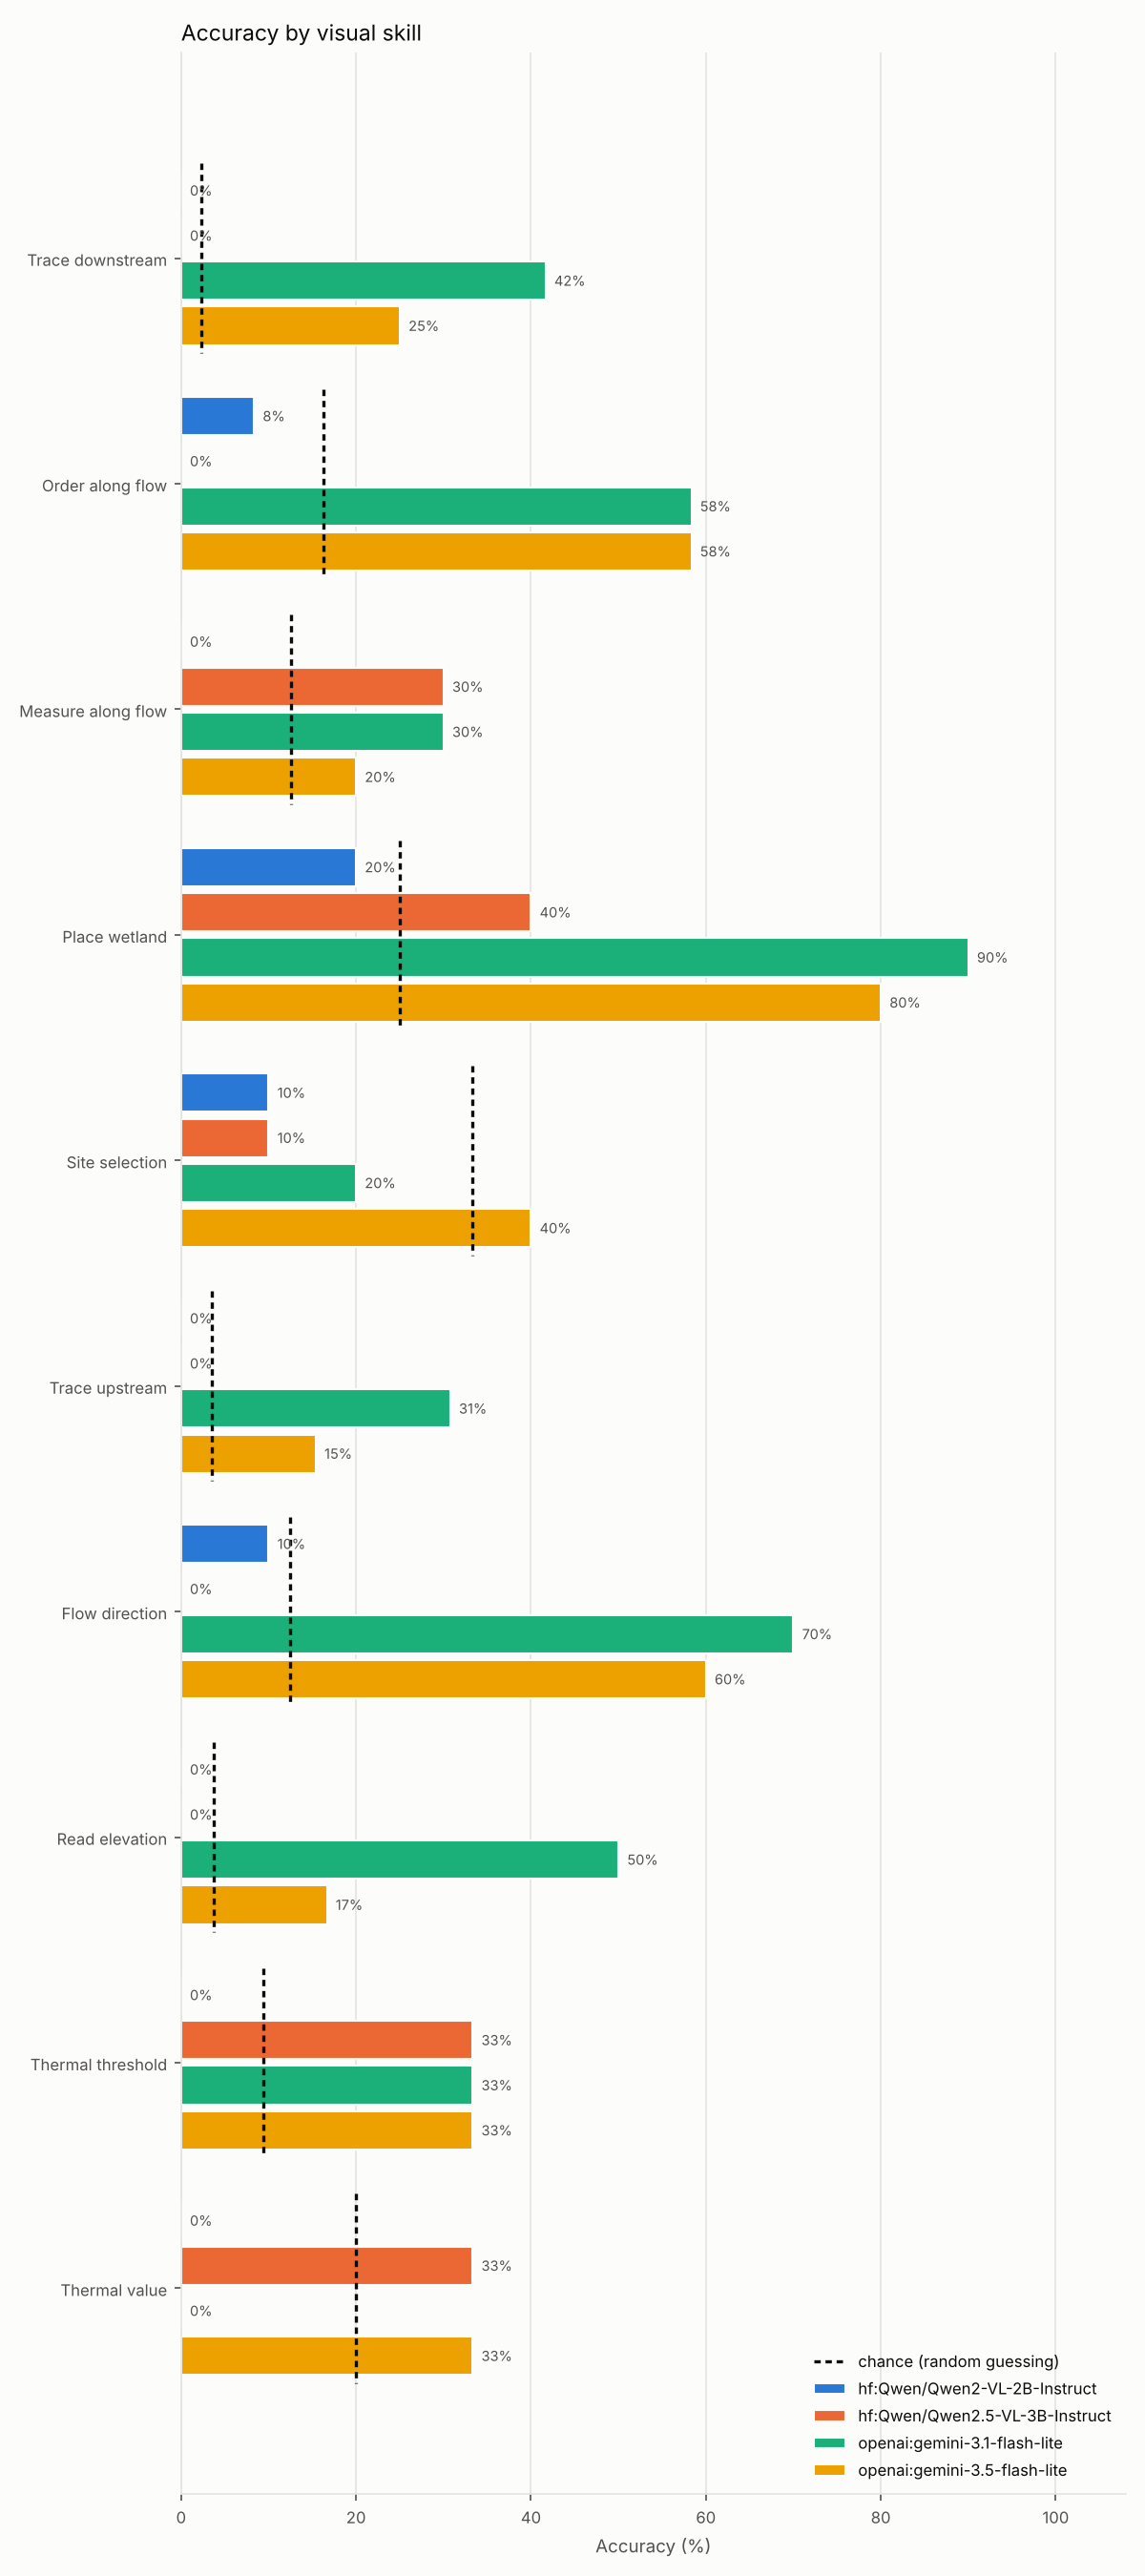 Accuracy by visual skill
0%
0%
Trace downstream
42%
25%
8%
0%
Order along flow
58%
58%
0%
30%
Measure along flow
30%
20%
20%
40%
Place wetland
90%
80%
10%
10%
Site selection
20%
40%
0%
0%
Trace upstream
31%
15%
10%
0%
Flow direction
70%
60%
0%
0%
Read elevation
50%
17%
0%
33%
Thermal threshold
33%
33%
0%
33%
Thermal value
0%
33%
chance (random guessing)
hf:Qwen/Qwen2-VL-2B-Instruct
hf:Qwen/Qwen2.5-VL-3B-Instruct
openai:gemini-3.1-flash-lite
openai:gemini-3.5-flash-lite
0 20 40 60 80 100
Accuracy (%)